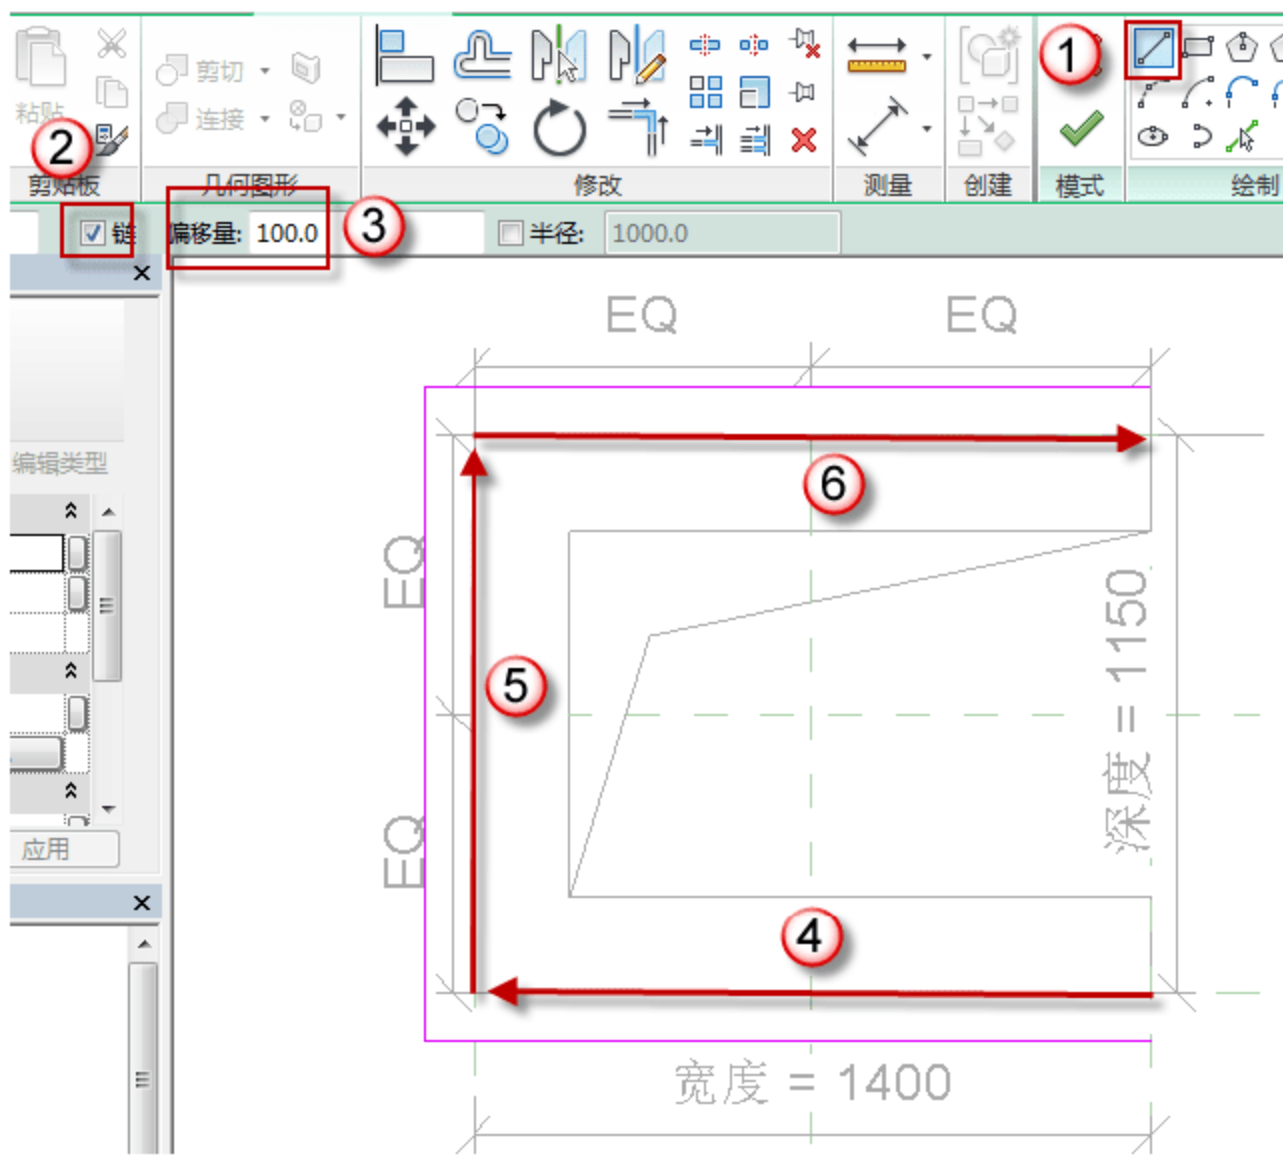 1
剪切
粘贴
连接
2
剪贴板 几何图形 修改 测量 创建 模式 绘制
链 偏移量: 100.0 3 半径: 1000.0
EQ EQ
编辑类型
6
EQ
5
深度 = 1150
应用
EQ
4
宽度 = 1400